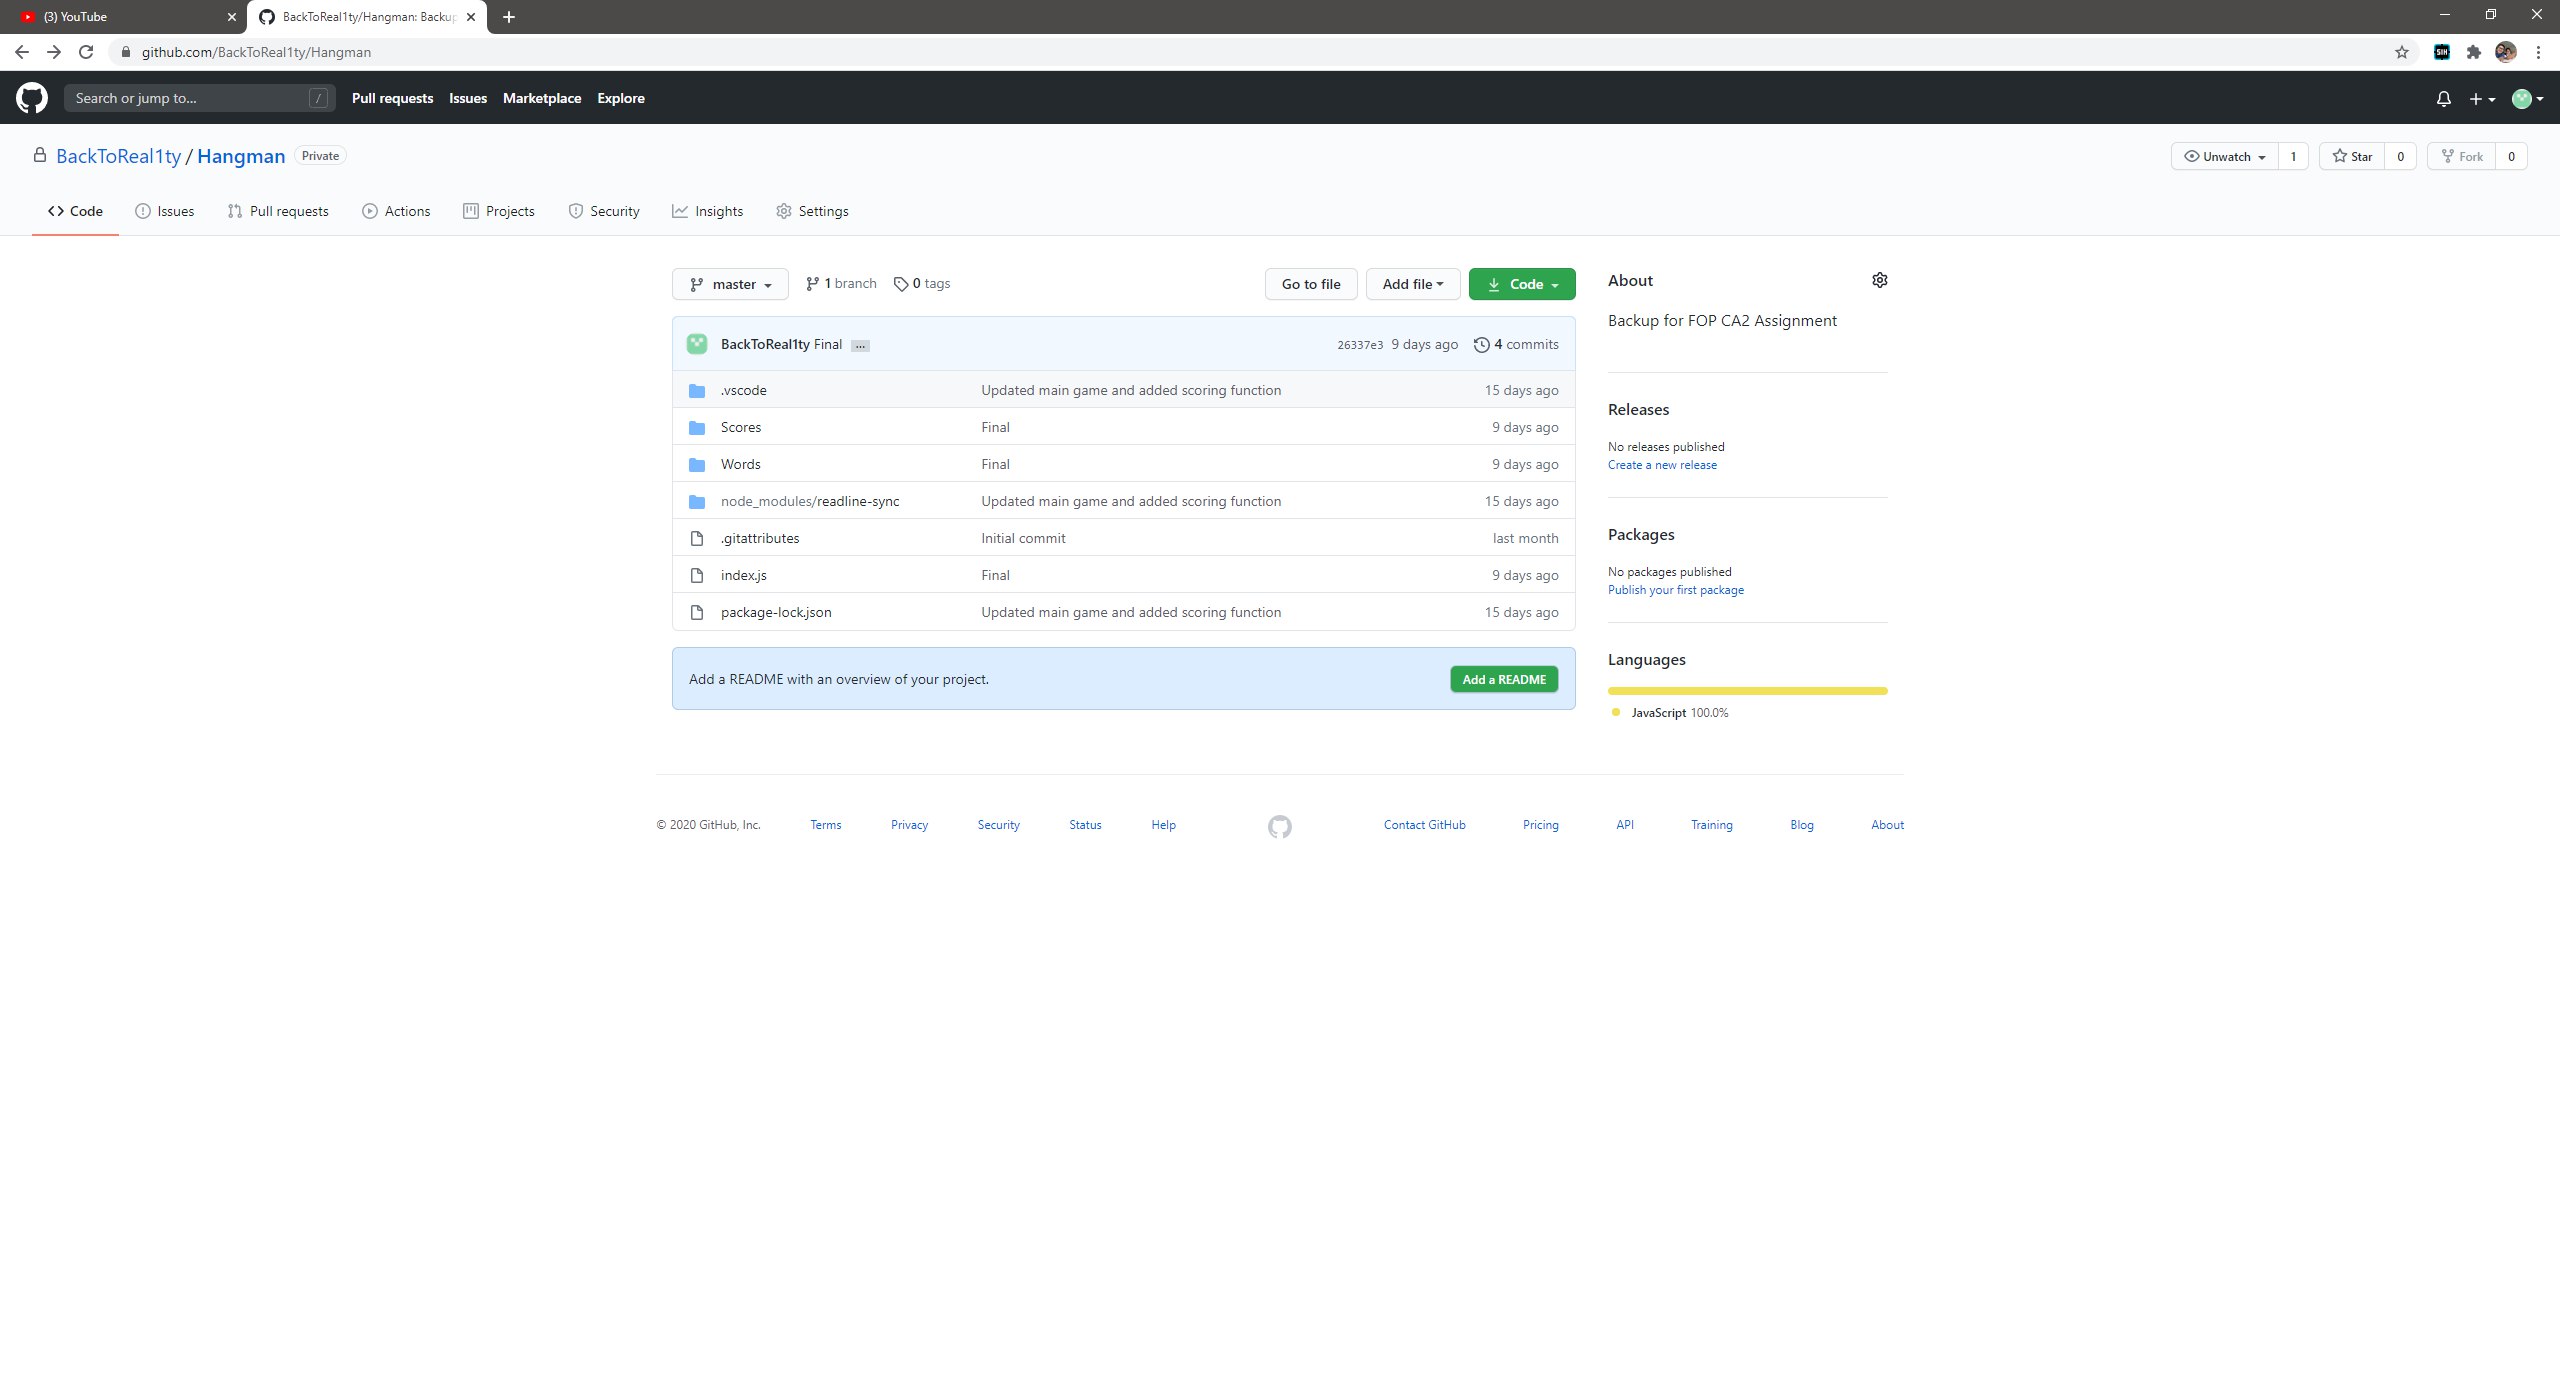 (3) YouTube
BackToReal1ty/Hangman: Backup
github.com/BackToReal1ty/Hangman
SIH
Search or jump to... /
Pull requests Issues Marketplace Explore
BackToReal1ty / Hangman Private
Unwatch 1 Star 0 Fork 0
Code Issues Pull requests Actions Projects Security Insights Settings
master 1 branch 0 tags
Go to file Add file Code
BackToReal1ty Final ... 26337e3 9 days ago 4 commits
.vscode Updated main game and added scoring function 15 days ago
Scores Final 9 days ago
Words Final 9 days ago
node_modules/readline-sync Updated main game and added scoring function 15 days ago
.gitattributes Initial commit last month
index.js Final 9 days ago
package-lock.json Updated main game and added scoring function 15 days ago
Add a README with an overview of your project. Add a README
About
Backup for FOP CA2 Assignment
Releases
No releases published
Create a new release
Packages
No packages published
Publish your first package
Languages
JavaScript 100.0%
© 2020 GitHub, Inc. Terms Privacy Security Status Help Contact GitHub Pricing API Training Blog About